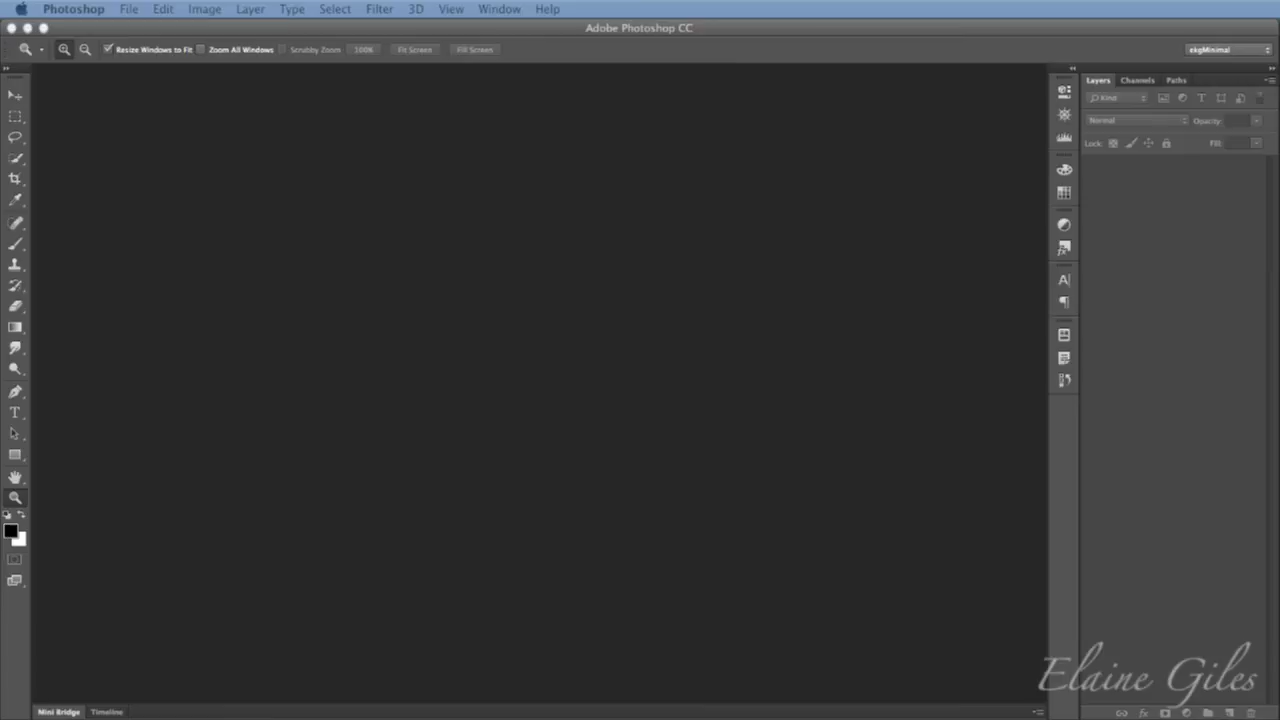 Photoshop File Edit Image Layer Type Select Filter 3D View Window Help
Adobe Photoshop CC
Resize Windows to Fit Zoom All Windows Scrubby Zoom 100% Fit Screen Fill Screen ekgMinimal
Layers Channels Paths
Kind
Normal Opacity:
Lock: Fill:
Elaine Giles
Mini Bridge Timeline